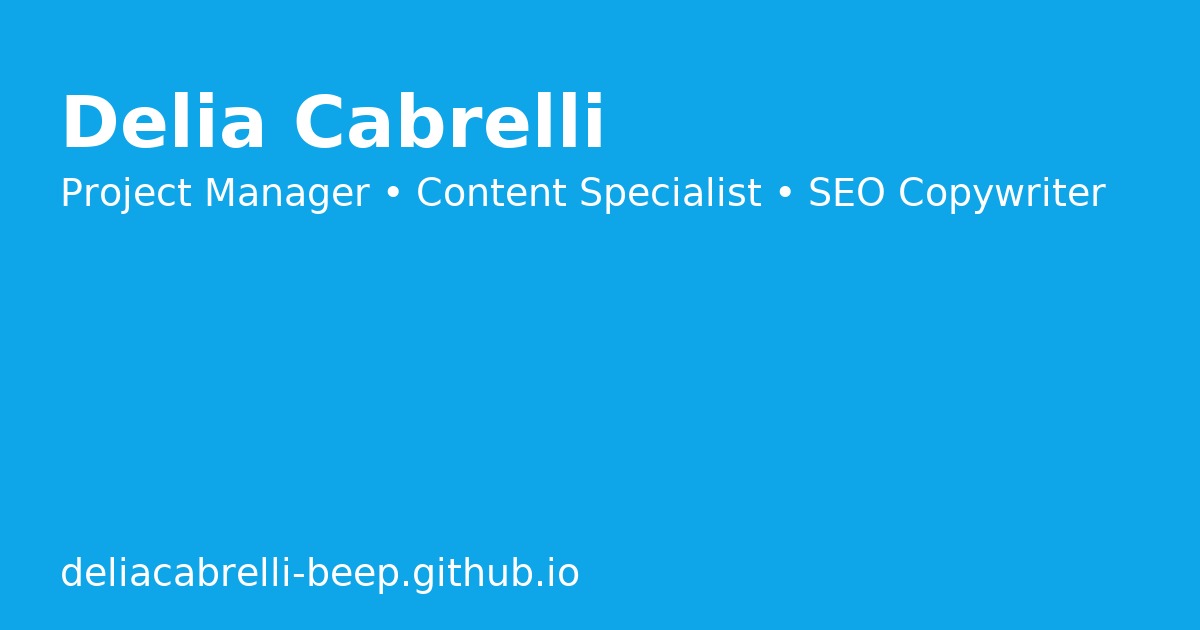 Delia Cabrelli
Project Manager • Content Specialist • SEO Copywriter
deliacabrelli-beep.github.io